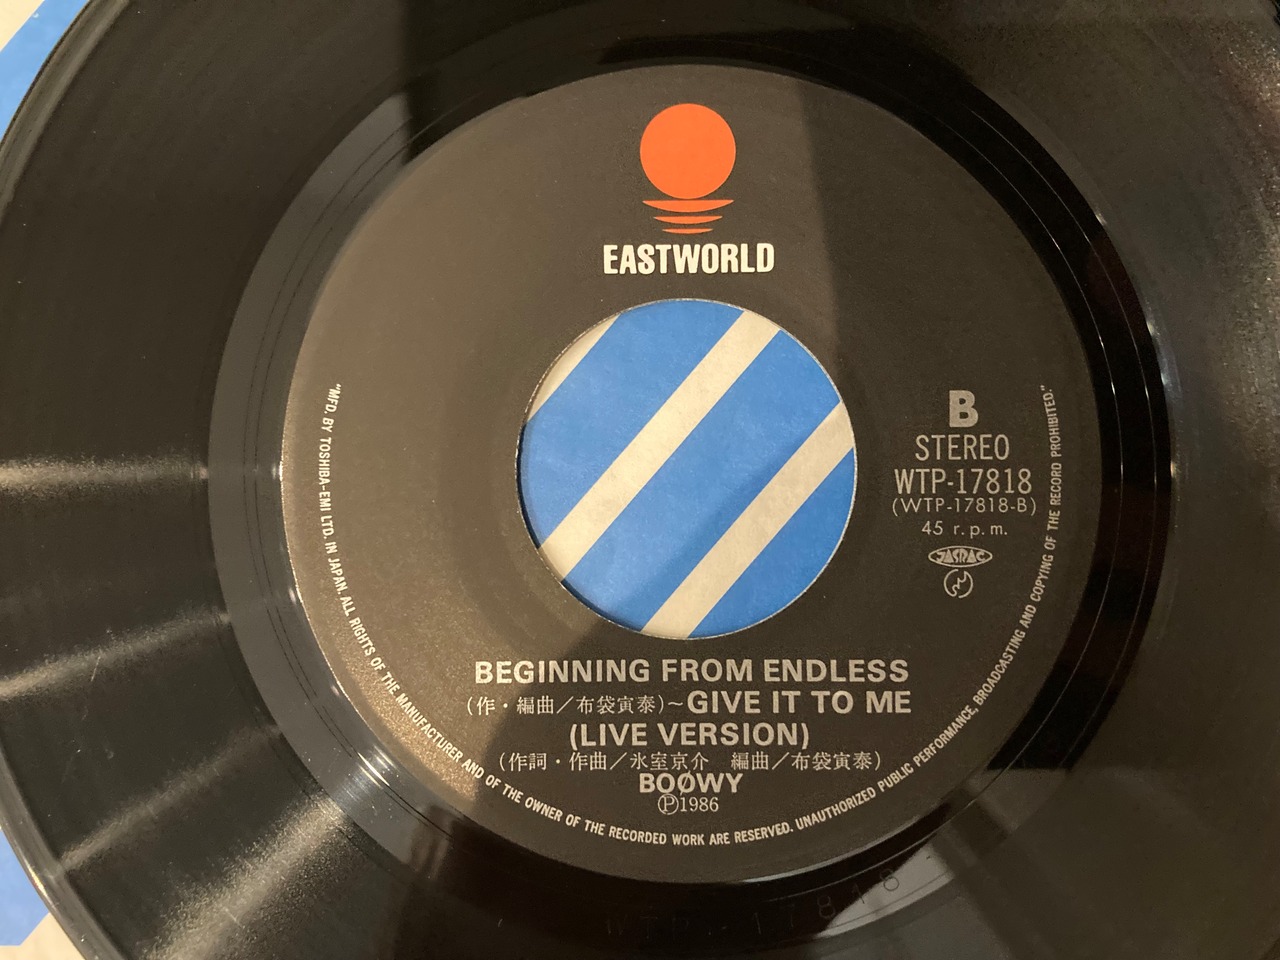 EASTWORLD
B
STEREO
WTP-17818
(WTP-17818-B)
45 r.p.m.
JASRAC
BEGINNING FROM ENDLESS
(作・編曲／布袋寅泰)~GIVE IT TO ME
(LIVE VERSION)
(作詞・作曲／氷室京介 編曲／布袋寅泰)
BOØWY
Ⓟ1986
"MFD. BY TOSHIBA-EMI LTD. IN JAPAN. ALL RIGHTS OF THE MANUFACTURER AND OF THE OWNER OF THE RECORDED WORK ARE RESERVED. UNAUTHORIZED PUBLIC PERFORMANCE, BROADCASTING AND COPYING OF THE RECORD PROHIBITED."
17818